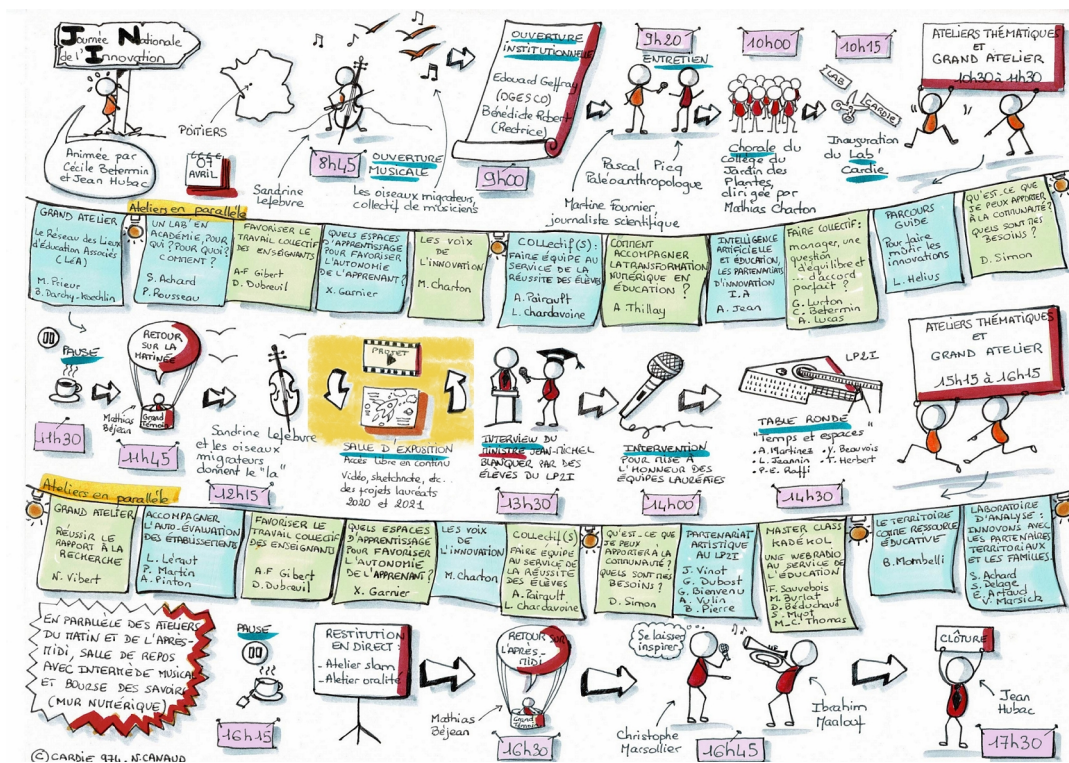 Journée Nationale
de l'Innovation
Animée par
Cécile Betermin
et Jean Hubac
POITIERS
07
AVRIL
Sandrine
Lefebure
8h45
OUVERTURE
MUSICALE
Les oiseaux migrateurs,
collectif de musiciens
OUVERTURE
INSTITUTIONNELLE
Edouard Geffray
(DGESCO)
Bénédicte Robert
(Rectrice)
9h00
9h20
ENTRETIEN
Pascal Picq
Paléoanthropologue
Martine Fournier,
journaliste scientifique
10h00
Chorale du
collège du
Jardin des
Plantes,
dirigée par
Mathias Charton
10h15
LAB
CARDIE
Inauguration
du Lab'
Cardie
ATELIERS THÉMATIQUES
ET
GRAND ATELIER
10h30 à 11h30
Ateliers en parallèle
GRAND ATELIER
Le Réseau des Lieux
d'Éducation Associés
(LéA)
M. Prieur
B. Darchy-Koechlin
UN LAB' EN
ACADÉMIE, POUR
QUI? POUR QUOI?
COMMENT ?
S. Achard
P. Rousseau
FAVORISER LE
TRAVAIL COLLECTIF
DES ENSEIGNANTS
A-F Gibert
D. Dubreuil
QUELS ESPACES
D'APPRENTISSAGE
POUR FAVORISER
L'AUTONOMIE
DE L'APPRENANT?
X. Garnier
LES VOIX
DE
L'INNOVATION
M. Charton
COLLECTIF(S):
FAIRE ÉQUIPE AU
SERVICE DE LA
RÉUSSITE DES ÉLÈVES
A. Pairault
L. Chardavoine
COMMENT
ACCOMPAGNER
LA TRANSFORMATION
NUMÉRIQUE EN
ÉDUCATION ?
A. Thillay
INTELLIGENCE
ARTIFICIELLE
ET ÉDUCATION,
LES PARTENARIATS
D'INNOVATION
I.A
A. Jean
FAIRE COLLECTIF:
manager, une
question
d'équilibre et
...d'accord
parfait ?
G. Lurton
C. Betermin
A. Lucas
PARCOURS
GUIDÉ
Pour faire
mûrir les
innovations
L. Helius
QU'EST-CE QUE
JE PEUX APPORTER
À LA COMMUNAUTÉ?
QUELS SONT MES
BESOINS ?
D. Simon
PAUSE
11h30
RETOUR
SUR LA
MATINÉE
Grand
Témoin
Mathias
Béjean
11h45
Sandrine Lefebure
et les oiseaux
migrateurs
donnent le "la"
12h15
PROJET
SALLE D'EXPOSITION
Accès libre en continu
Vidéo, sketchnote, etc...
des projets lauréats
2020 et 2021
INTERVIEW DU
MINISTRE JEAN-MICHEL
BLANQUER PAR DES
ÉLÈVES DU LP2I
13h30
INTERVENTION
POUR MISE À
L'HONNEUR DES
ÉQUIPES LAURÉATES
14h00
LP2I
TABLE RONDE
"Temps et espaces"
• A. Martinez • Y. Beauvois
• L. Jeannin • T. Herbert
• P-E. Raffi
14h30
ATELIERS THÉMATIQUES
ET
GRAND ATELIER
15h15 à 16h15
Ateliers en parallèle
GRAND ATELIER
RÉUSSIR LE
RAPPORT À LA
RECHERCHE
N. Vibert
ACCOMPAGNER
L'AUTO-ÉVALUATION
DES ÉTABLISSEMENTS
L. Léraut
P. Martin
A. Pinton
FAVORISER LE
TRAVAIL COLLECTIF
DES ENSEIGNANTS
A.F Gibert
D. Dubreuil
QUELS ESPACES
D'APPRENTISSAGE
POUR FAVORISER
L'AUTONOMIE
DE L'APPRENANT?
X. Garnier
LES VOIX
DE
L'INNOVATION
M. Charton
COLLECTIF(S)
FAIRE ÉQUIPE
AU SERVICE DE
LA RÉUSSITE
DES ÉLÈVES
A. Pairault
L. Chardavoine
QU'EST-CE QUE
JE PEUX
APPORTER À LA
COMMUNAUTÉ?
QUELS SONT MES
BESOINS ?
D. Simon
PARTENARIAT
ARTISTIQUE
AU LP2I
J. Vinot
G. Dubost
G. Bienvenu
A. Vulin
B. Pierre
MASTER CLASS
KADÉKOL
UNE WEBRADIO
AU SERVICE DE
L'ÉDUCATION
F. Sauvebois
M. Burlat
D. Béduchaud
S. Myot
M_C. Thomas
LE TERRITOIRE
COMME RESSOURCE
ÉDUCATIVE
B. Mombelli
LABORATOIRE
D'ANALYSE :
INNOVONS AVEC
LES PARTENAIRES
TERRITORIAUX
ET LES FAMILLES
S. Achard
S. Delage
E. Artaud
V. Marsick
EN PARALLÈLE DES ATELIERS
DU MATIN ET DE L'APRÈS-
MIDI, SALLE DE REPOS
AVEC INTERMÈDE MUSICAL
ET BOURSE DES SAVOIRS
(MUR NUMÉRIQUE)
PAUSE
16h15
RESTITUTION
EN DIRECT :
- Atelier slam
- Aletier oralité
RETOUR SUR
L'APRÈS-
MIDI
Grand
Témoin
Mathias
Béjean
16h30
Se laisser
inspirer
Christophe
Marsollier
16h45
Ibrahim
Maalouf
CLÔTURE
Jean
Hubac
17h30
© CARDIE 974. N.CANAUD